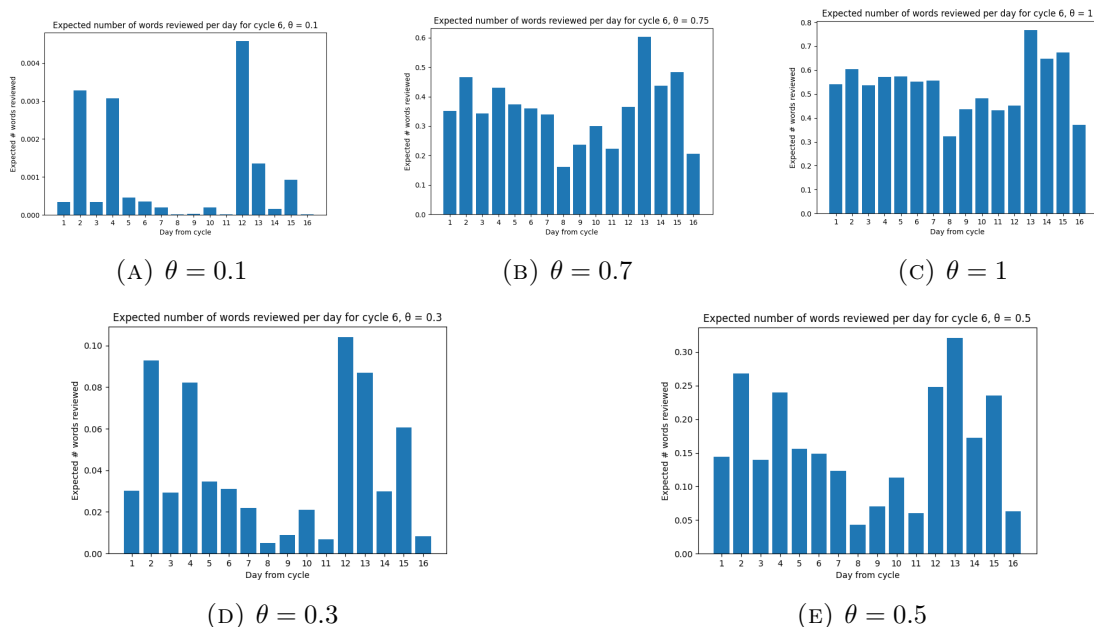 Expected number of words reviewed per day for cycle 6, θ = 0.1
Expected # words reviewed
0.004
0.003
0.002
0.001
0.000
1 2 3 4 5 6 7 8 9 10 11 12 13 14 15 16
Day from cycle
(A) θ = 0.1
Expected number of words reviewed per day for cycle 6, θ = 0.75
Expected # words reviewed
0.6
0.5
0.4
0.3
0.2
0.1
0.0
1 2 3 4 5 6 7 8 9 10 11 12 13 14 15 16
Day from cycle
(B) θ = 0.7
Expected number of words reviewed per day for cycle 6, θ = 1
Expected # words reviewed
0.8
0.7
0.6
0.5
0.4
0.3
0.2
0.1
0.0
1 2 3 4 5 6 7 8 9 10 11 12 13 14 15 16
Day from cycle
(C) θ = 1
Expected number of words reviewed per day for cycle 6, θ = 0.3
Expected # words reviewed
0.10
0.08
0.06
0.04
0.02
0.00
1 2 3 4 5 6 7 8 9 10 11 12 13 14 15 16
Day from cycle
(D) θ = 0.3
Expected number of words reviewed per day for cycle 6, θ = 0.5
Expected # words reviewed
0.30
0.25
0.20
0.15
0.10
0.05
0.00
1 2 3 4 5 6 7 8 9 10 11 12 13 14 15 16
Day from cycle
(E) θ = 0.5